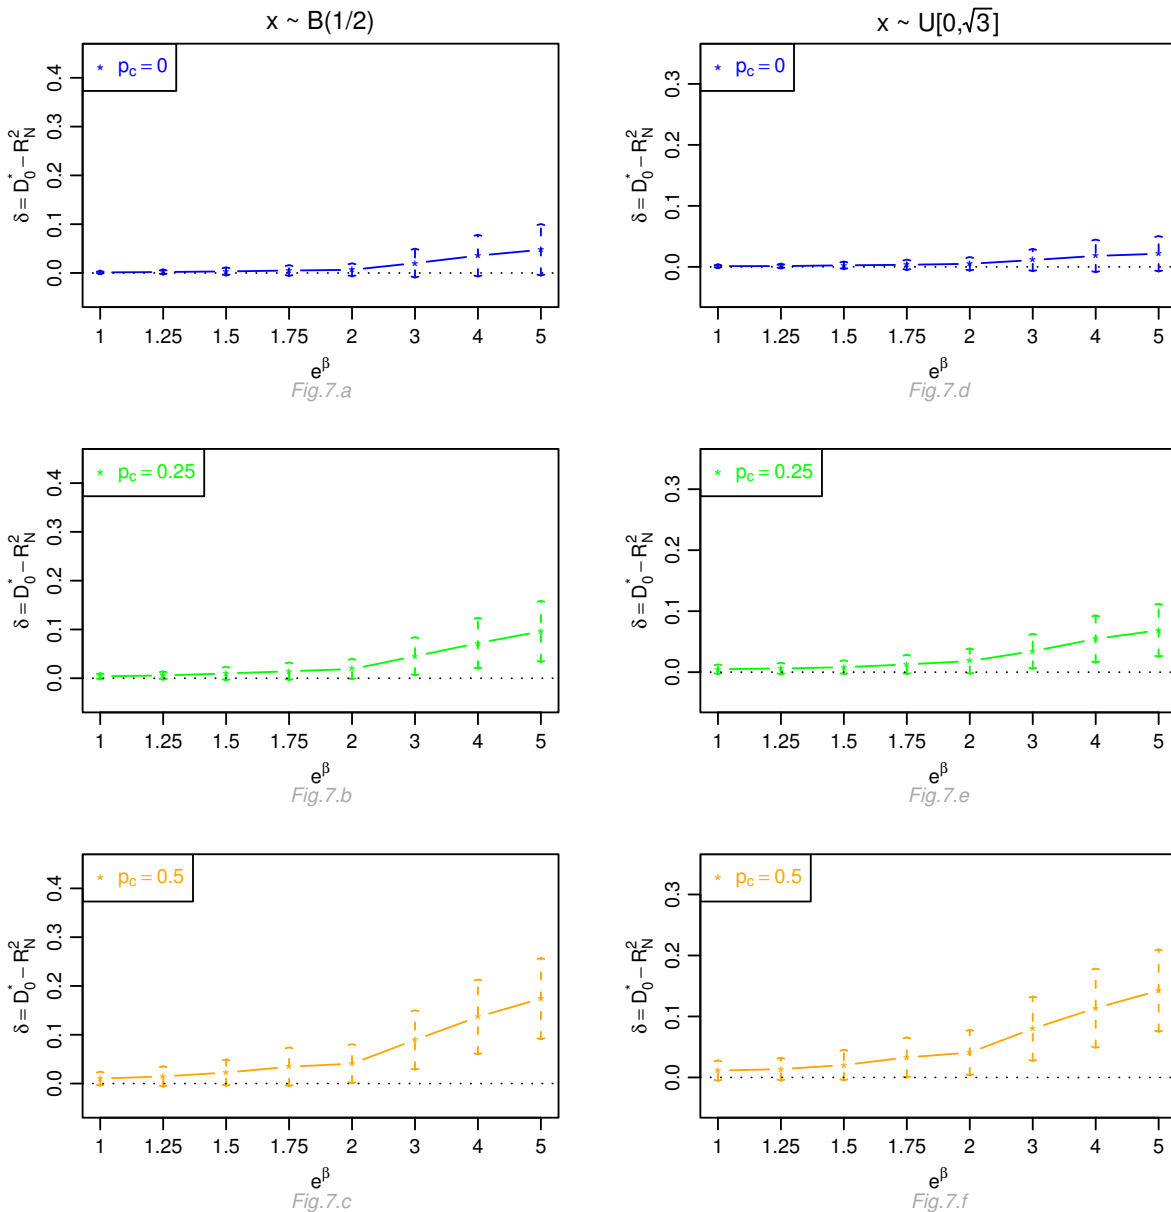 x ~ B(1/2)
* p_c = 0
δ = D_0^* − R_N^2
0.0 0.1 0.2 0.3 0.4
1 1.25 1.5 1.75 2 3 4 5
e^β
Fig.7.a
x ~ U[0,√3]
* p_c = 0
δ = D_0^* − R_N^2
0.0 0.1 0.2 0.3
1 1.25 1.5 1.75 2 3 4 5
e^β
Fig.7.d
* p_c = 0.25
δ = D_0^* − R_N^2
0.0 0.1 0.2 0.3 0.4
1 1.25 1.5 1.75 2 3 4 5
e^β
Fig.7.b
* p_c = 0.25
δ = D_0^* − R_N^2
0.0 0.1 0.2 0.3
1 1.25 1.5 1.75 2 3 4 5
e^β
Fig.7.e
* p_c = 0.5
δ = D_0^* − R_N^2
0.0 0.1 0.2 0.3 0.4
1 1.25 1.5 1.75 2 3 4 5
e^β
Fig.7.c
* p_c = 0.5
δ = D_0^* − R_N^2
0.0 0.1 0.2 0.3
1 1.25 1.5 1.75 2 3 4 5
e^β
Fig.7.f